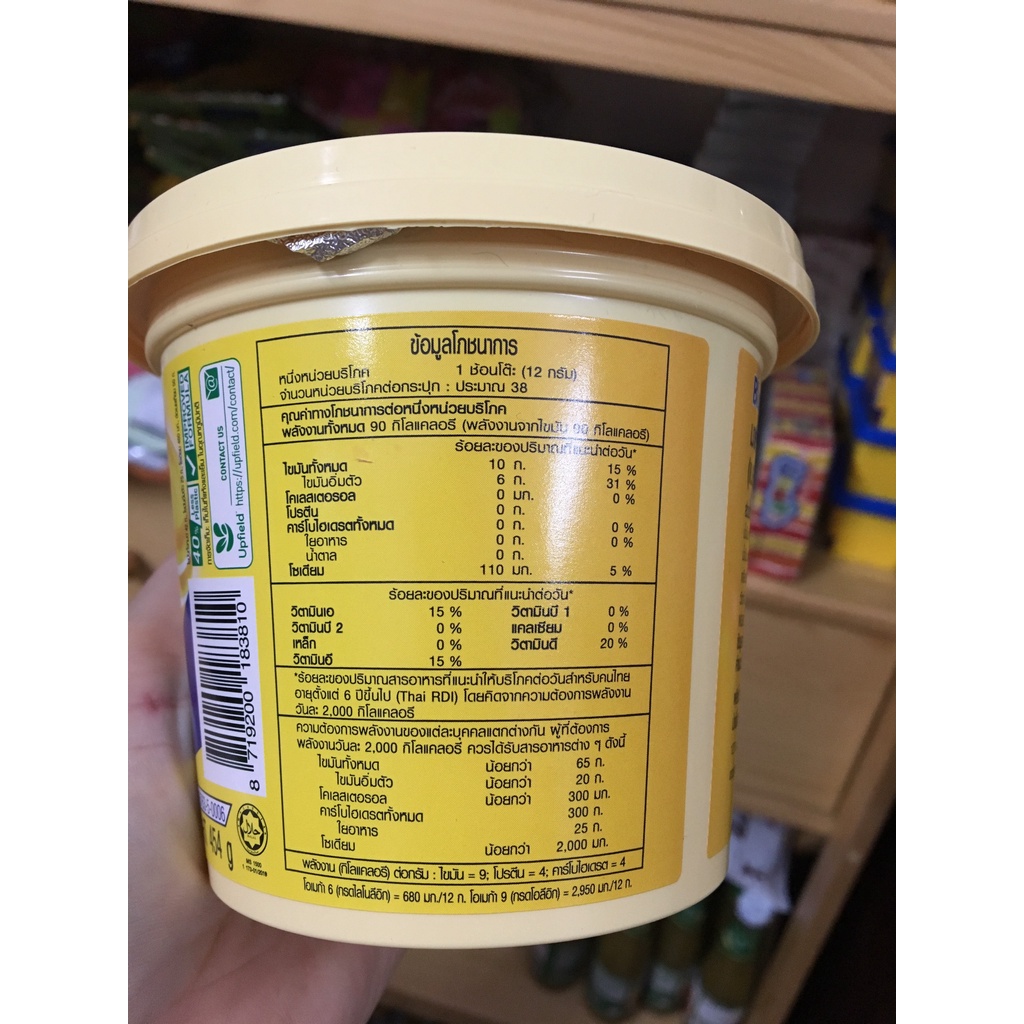 ข้อมูลโภชนาการ
หนึ่งหน่วยบริโภค 1 ช้อนโต๊ะ (12 กรัม)
จำนวนหน่วยบริโภคต่อกระปุก : ประมาณ 38
คุณค่าทางโภชนาการต่อหนึ่งหน่วยบริโภค
พลังงานทั้งหมด 90 กิโลแคลอรี (พลังงานจากไขมัน 90 กิโลแคลอรี)
ร้อยละของปริมาณที่แนะนำต่อวัน*
ไขมันทั้งหมด 10 ก. 15 %
ไขมันอิ่มตัว 6 ก. 31 %
โคเลสเตอรอล 0 มก. 0 %
โปรตีน 0 ก.
คาร์โบไฮเดรตทั้งหมด 0 ก. 0 %
ใยอาหาร 0 ก. 0 %
น้ำตาล 0 ก.
โซเดียม 110 มก. 5 %
ร้อยละของปริมาณที่แนะนำต่อวัน*
วิตามินเอ 15 % วิตามินบี 1 0 %
วิตามินบี 2 0 % แคลเซียม 0 %
เหล็ก 0 % วิตามินดี 20 %
วิตามินอี 15 %
*ร้อยละของปริมาณสารอาหารที่แนะนำให้บริโภคต่อวันสำหรับคนไทย
อายุตั้งแต่ 6 ปีขึ้นไป (Thai RDI) โดยคิดจากความต้องการพลังงาน
วันละ 2,000 กิโลแคลอรี
ความต้องการพลังงานของแต่ละบุคคลแตกต่างกัน ผู้ที่ต้องการ
พลังงานวันละ 2,000 กิโลแคลอรี ควรได้รับสารอาหารต่าง ๆ ดังนี้
ไขมันทั้งหมด น้อยกว่า 65 ก.
ไขมันอิ่มตัว น้อยกว่า 20 ก.
โคเลสเตอรอล น้อยกว่า 300 มก.
คาร์โบไฮเดรตทั้งหมด 300 ก.
ใยอาหาร 25 ก.
โซเดียม น้อยกว่า 2,000 มก.
พลังงาน (กิโลแคลอรี) ต่อกรัม : ไขมัน = 9; โปรตีน = 4; คาร์โบไฮเดรต = 4
โอเมก้า 6 (กรดไลโนลีอิก) = 680 มก./12 ก. โอเมก้า 9 (กรดโอลีอิก) = 2,950 มก./12 ก.
IMPROVED
FORMULA
40% Less
Plastic
CONTACT US
https://upfield.com/contact/
Upfield
8 719200 183810
5-0006
454 g
MS 1500